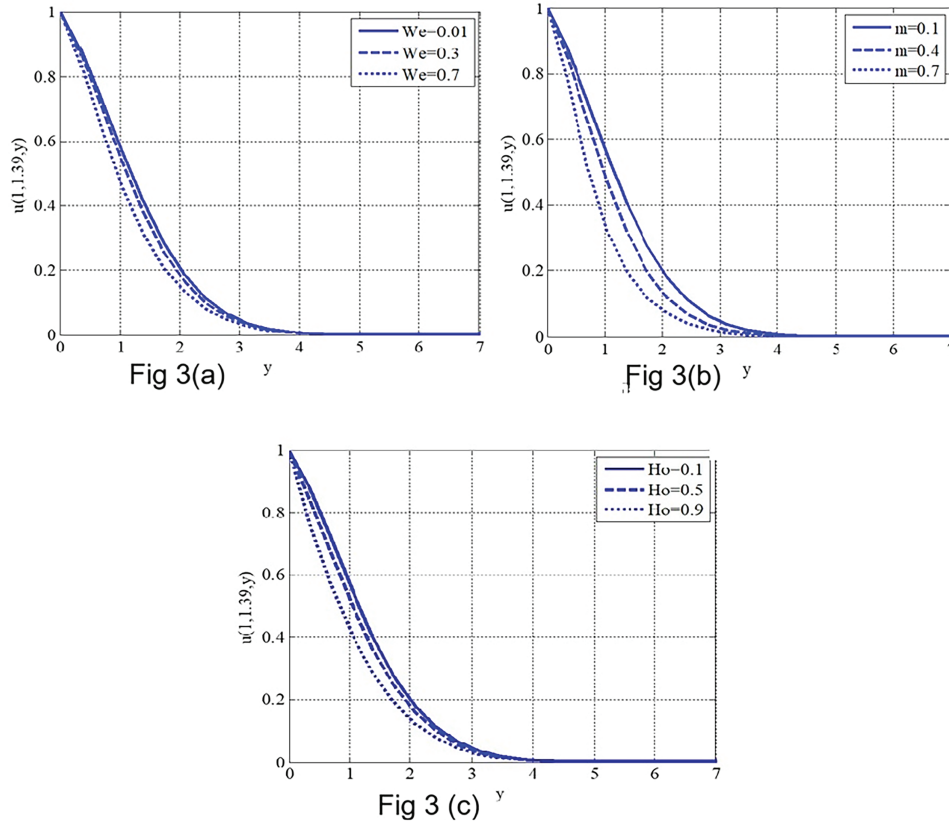 1
0.8
0.6
0.4
0.2
0
u(1,1.39,y)
We−0.01
We=0.3
We=0.7
0 1 2 3 4 5 6 7
y
Fig 3(a)
1
0.8
0.6
0.4
0.2
0
u(1,1.39,y)
m=0.1
m=0.4
m=0.7
0 1 2 3 4 5 6 7
y
Fig 3(b)
1
0.8
0.6
0.4
0.2
0
u(1,1.39,y)
Ho−0.1
Ho=0.5
Ho=0.9
0 1 2 3 4 5 6 7
y
Fig 3 (c)